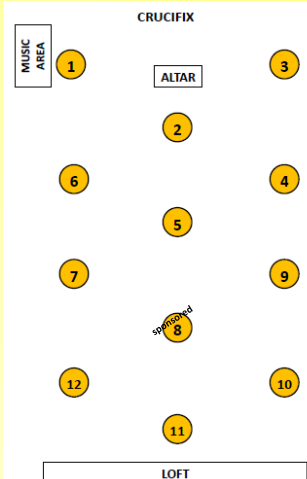 CRUCIFIX
MUSIC
AREA
1
3
ALTAR
2
6
4
5
7
9
sponsored
8
12
10
11
LOFT